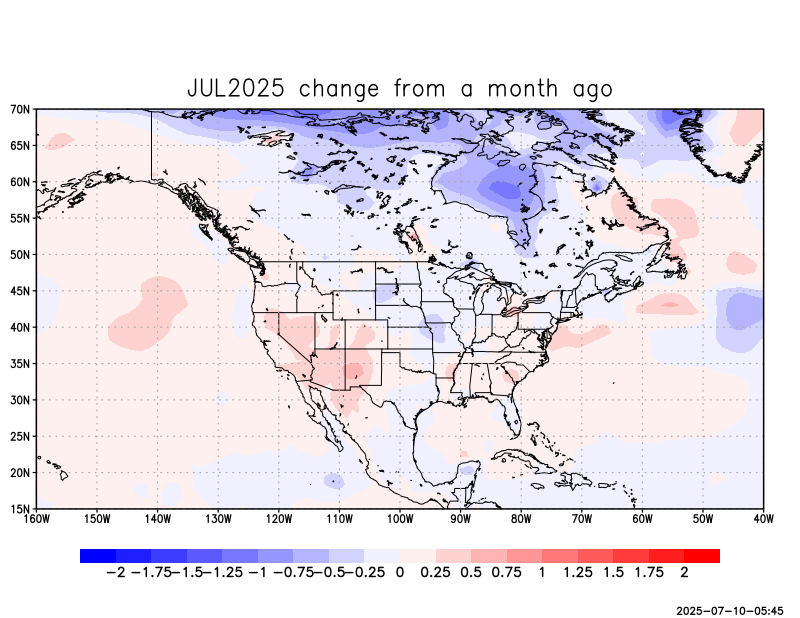 JUL2025 change from a month ago
70N
65N
60N
55N
50N
45N
40N
35N
30N
25N
20N
15N
160W 150W 140W 130W 120W 110W 100W 90W 80W 70W 60W 50W 40W
-2 -1.75 -1.5 -1.25 -1 -0.75 -0.5 -0.25 0 0.25 0.5 0.75 1 1.25 1.5 1.75 2
2025-07-10-05:45